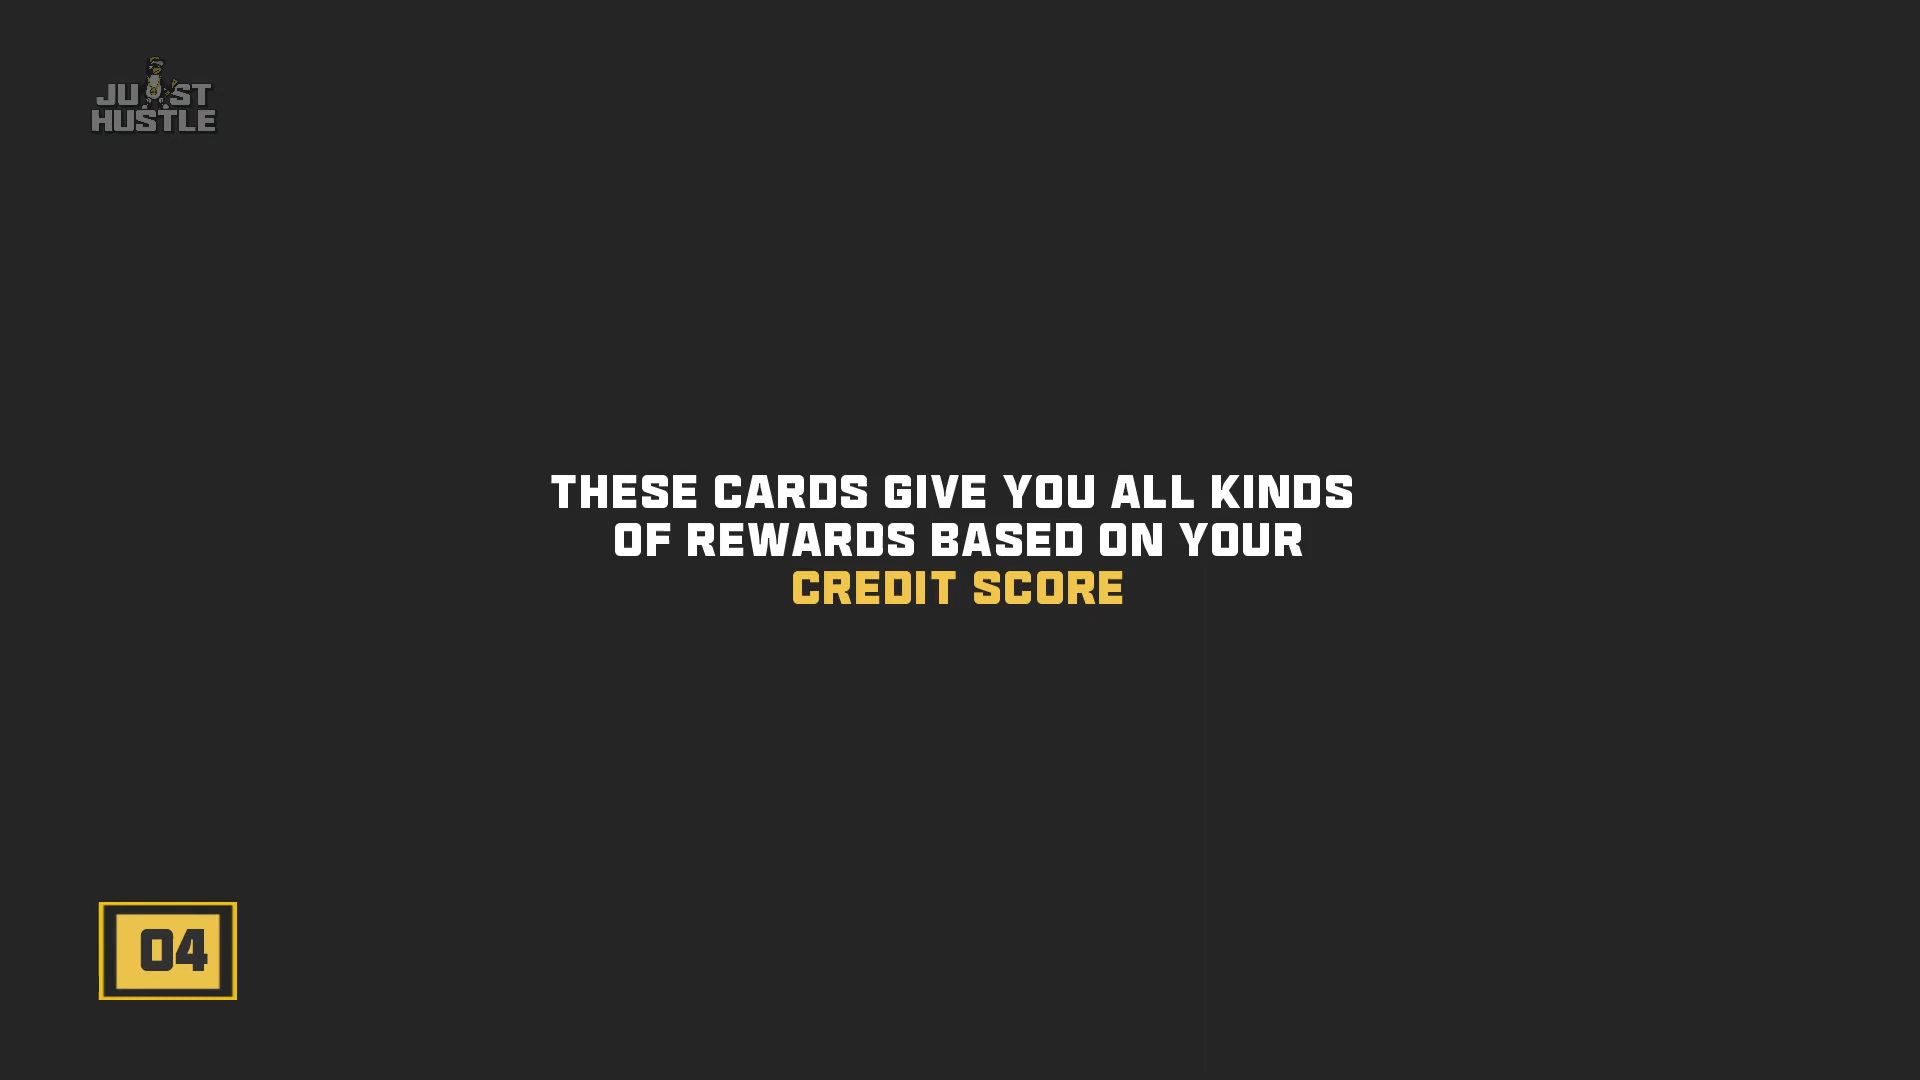 JUST
HUSTLE
THESE CARDS GIVE YOU ALL KINDS
OF REWARDS BASED ON YOUR
CREDIT SCORE
04